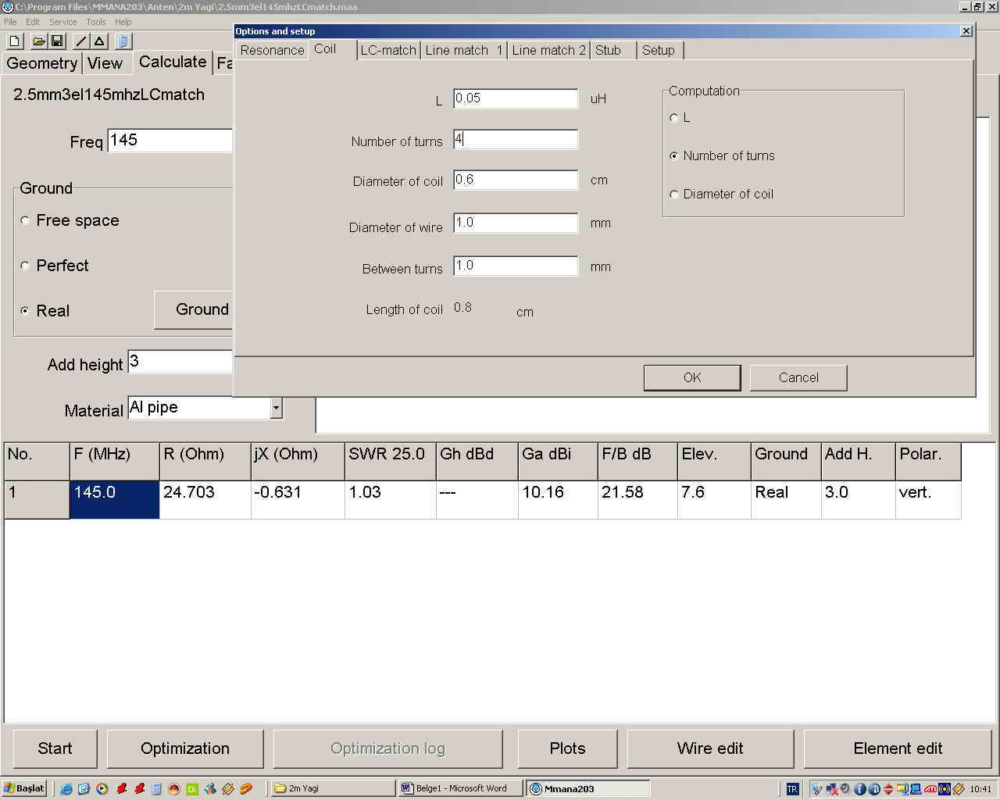 C:\Program Files\MMANA203\Anten\2m Yagi\2.5mm3el145mhzLCmatch.maa
File Edit Service Tools Help
Options and setup
Geometry View Calculate Fa
Resonance Coil LC-match Line match 1 Line match 2 Stub Setup
2.5mm3el145mhzLCmatch
L 0.05 uH
Computation
L
Freq 145
Number of turns 4
Number of turns
Ground
Diameter of coil 0.6 cm
Diameter of coil
Free space
Diameter of wire 1.0 mm
Perfect
Between turns 1.0 mm
Real Ground
Length of coil 0.8 cm
Add height 3
OK Cancel
Material Al pipe
No. F (MHz) R (Ohm) jX (Ohm) SWR 25.0 Gh dBd Ga dBi F/B dB Elev. Ground Add H. Polar.
1 145.0 24.703 -0.631 1.03 --- 10.16 21.58 7.6 Real 3.0 vert.
Start Optimization Optimization log Plots Wire edit Element edit
Başlat 2m Yagi Belge1 - Microsoft Word Mmana203 TR 10:41